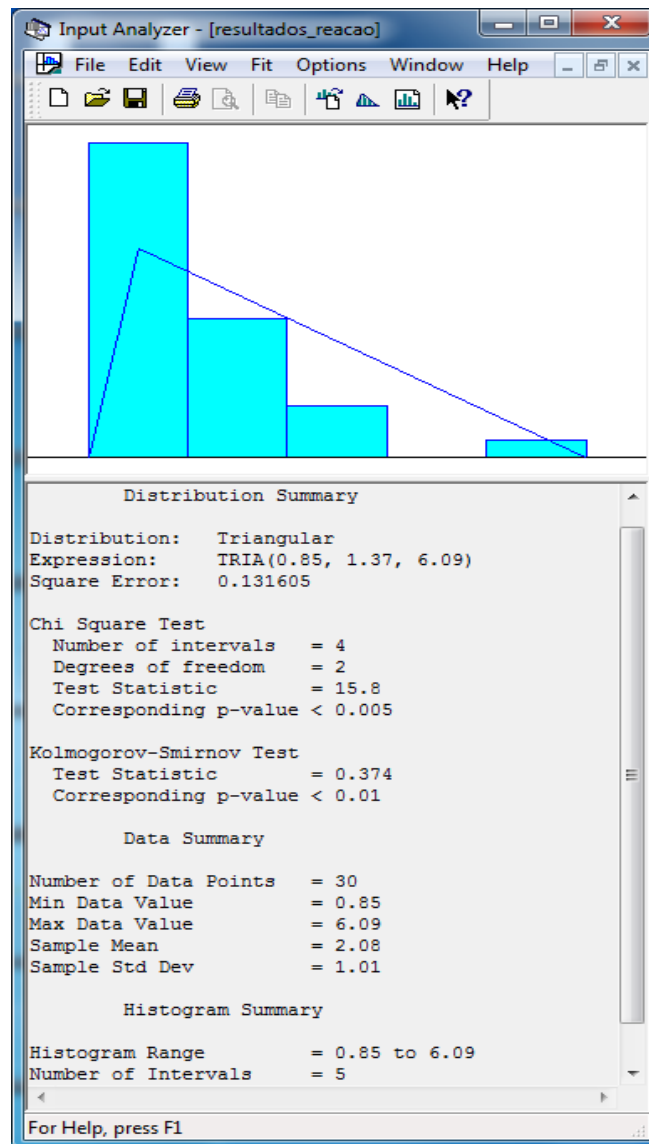 Input Analyzer - [resultados_reacao]
File Edit View Fit Options Window Help
Distribution Summary
Distribution: Triangular
Expression: TRIA(0.85, 1.37, 6.09)
Square Error: 0.131605
Chi Square Test
Number of intervals = 4
Degrees of freedom = 2
Test Statistic = 15.8
Corresponding p-value < 0.005
Kolmogorov-Smirnov Test
Test Statistic = 0.374
Corresponding p-value < 0.01
Data Summary
Number of Data Points = 30
Min Data Value = 0.85
Max Data Value = 6.09
Sample Mean = 2.08
Sample Std Dev = 1.01
Histogram Summary
Histogram Range = 0.85 to 6.09
Number of Intervals = 5
For Help, press F1